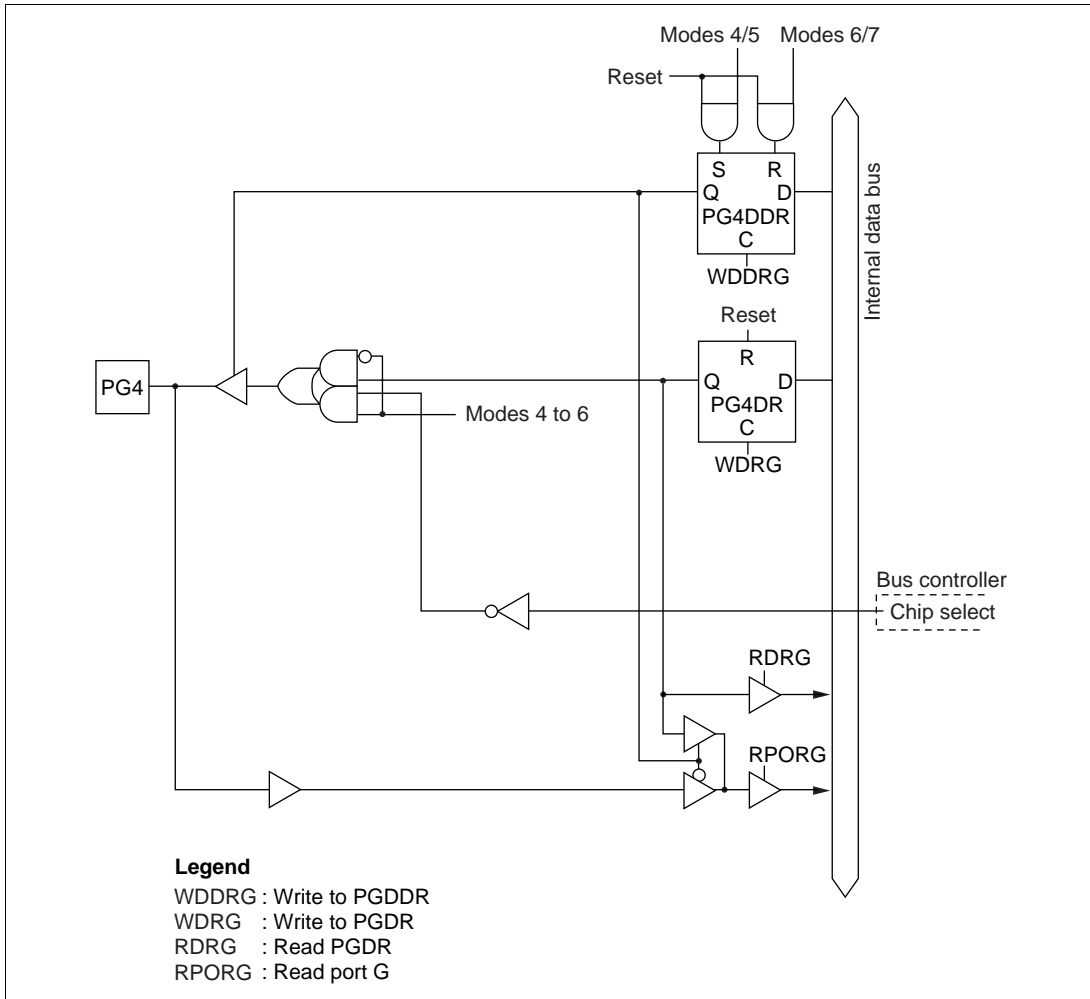 Modes 4/5
Modes 6/7
Reset
S
R
Q
D
PG4DDR
C
WDDRG
Internal data bus
Reset
R
Q
D
PG4DR
C
WDRG
PG4
Modes 4 to 6
Bus controller
Chip select
RDRG
RPORG
Legend
WDDRG : Write to PGDDR
WDRG : Write to PGDR
RDRG : Read PGDR
RPORG : Read port G